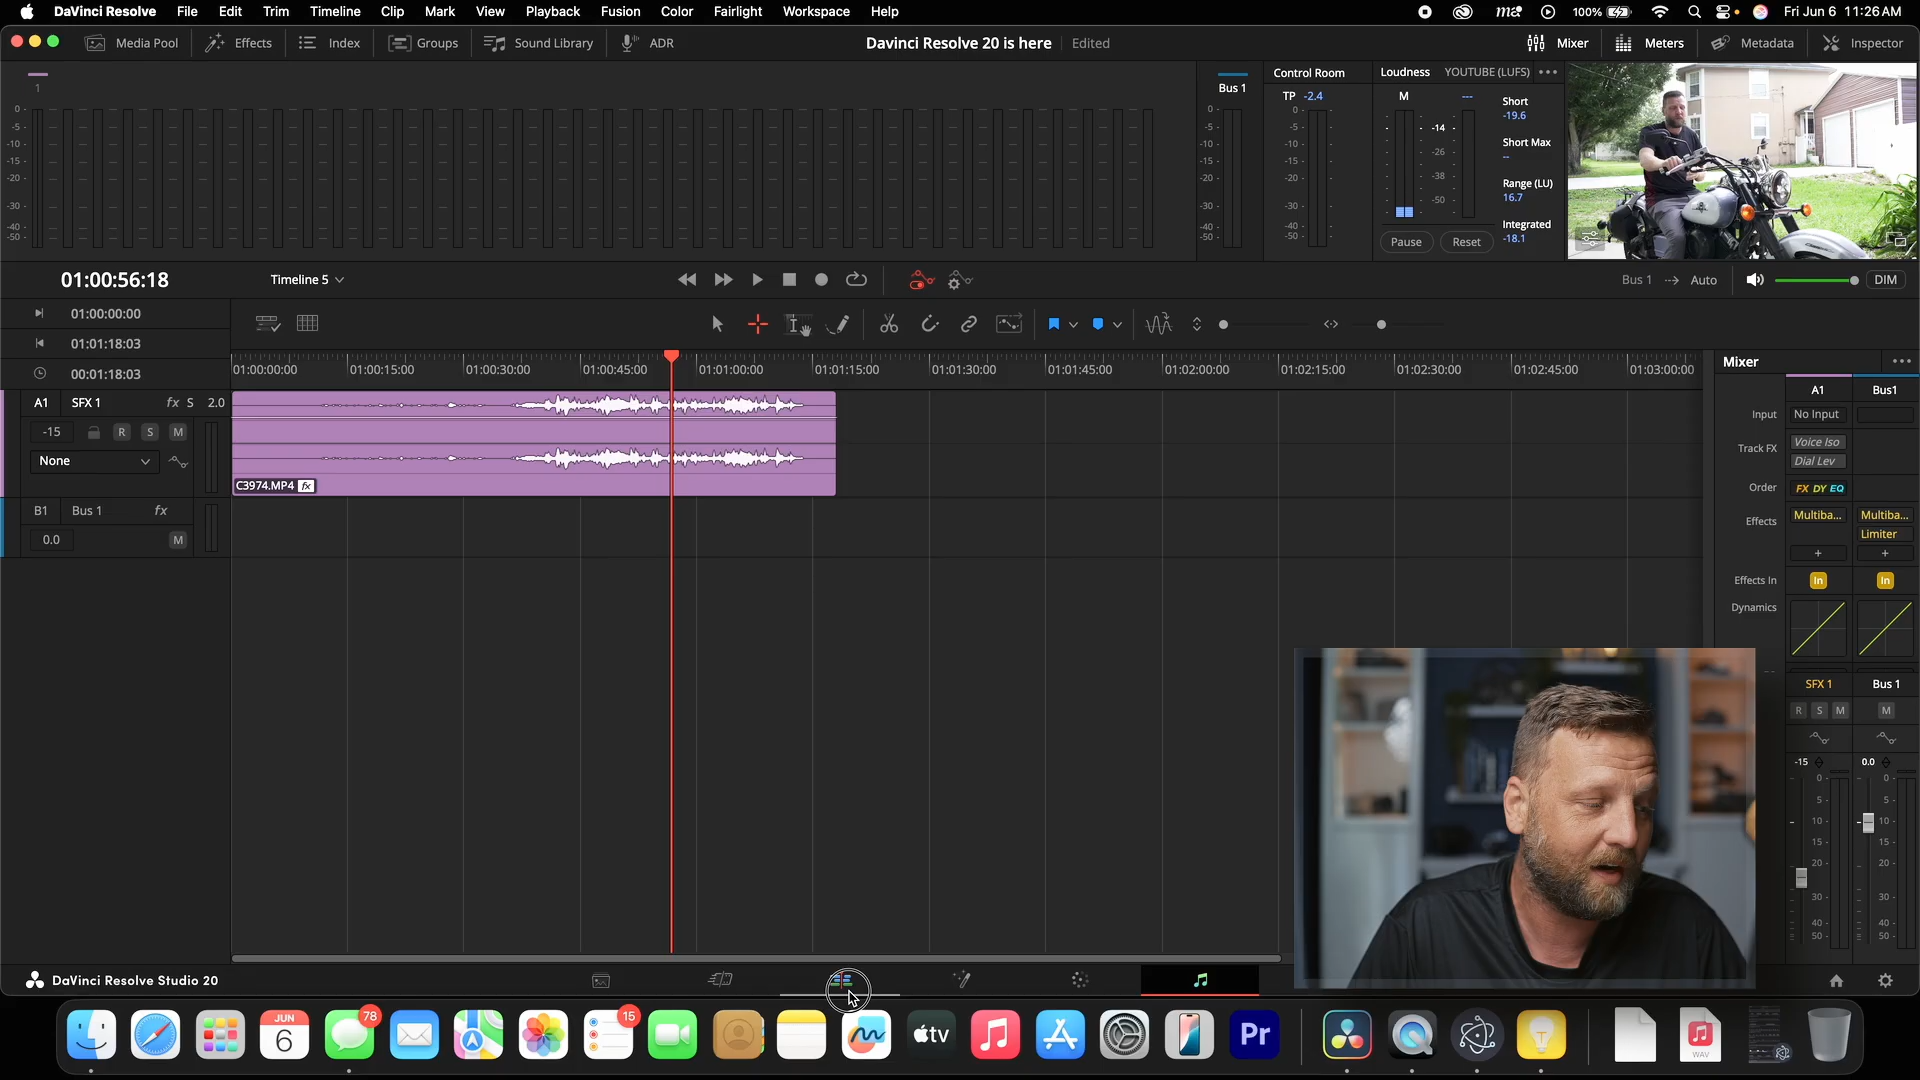 DaVinci Resolve File Edit Trim Timeline Clip Mark View Playback Fusion Color Fairlight Workspace Help 100% Fri Jun 6 11:26 AM
Media Pool Effects Index Groups Sound Library ADR Davinci Resolve 20 is here Edited Mixer Meters Metadata Inspector
1 Bus 1 Control Room Loudness YOUTUBE (LUFS)
TP -2.4 M --- Short
-19.6
Short Max
--
Range (LU)
16.7
Integrated
-18.1
0 -5 -10 -15 -20 -30 -40 -50
0 -5 -10 -15 -20 -30 -40 -50
0 -5 -10 -15 -20 -30 -40 -50
-14 -26 -38 -50
Pause Reset
01:00:56:18 Timeline 5 Bus 1 Auto DIM
01:00:00:00
01:01:18:03
00:01:18:03
01:00:00:00 01:00:15:00 01:00:30:00 01:00:45:00 01:01:00:00 01:01:15:00 01:01:30:00 01:01:45:00 01:02:00:00 01:02:15:00 01:02:30:00 01:02:45:00 01:03:00:00
A1 SFX 1 fx S 2.0
-15 R S M
None
C3974.MP4 fx
B1 Bus 1 fx
0.0 M
Mixer
A1 Bus1
Input No Input
Track FX Voice Iso
Dial Lev
Order FX DY EQ
Effects Multiba... Multiba...
Limiter
+ +
Effects In In In
Dynamics
SFX 1 Bus 1
R S M M
-15 0.0
0 5 10 15 20 30 40 50
0 5 10 15 20 30 40 50
DaVinci Resolve Studio 20
JUN
6
78
15
tv
Pr
WAV